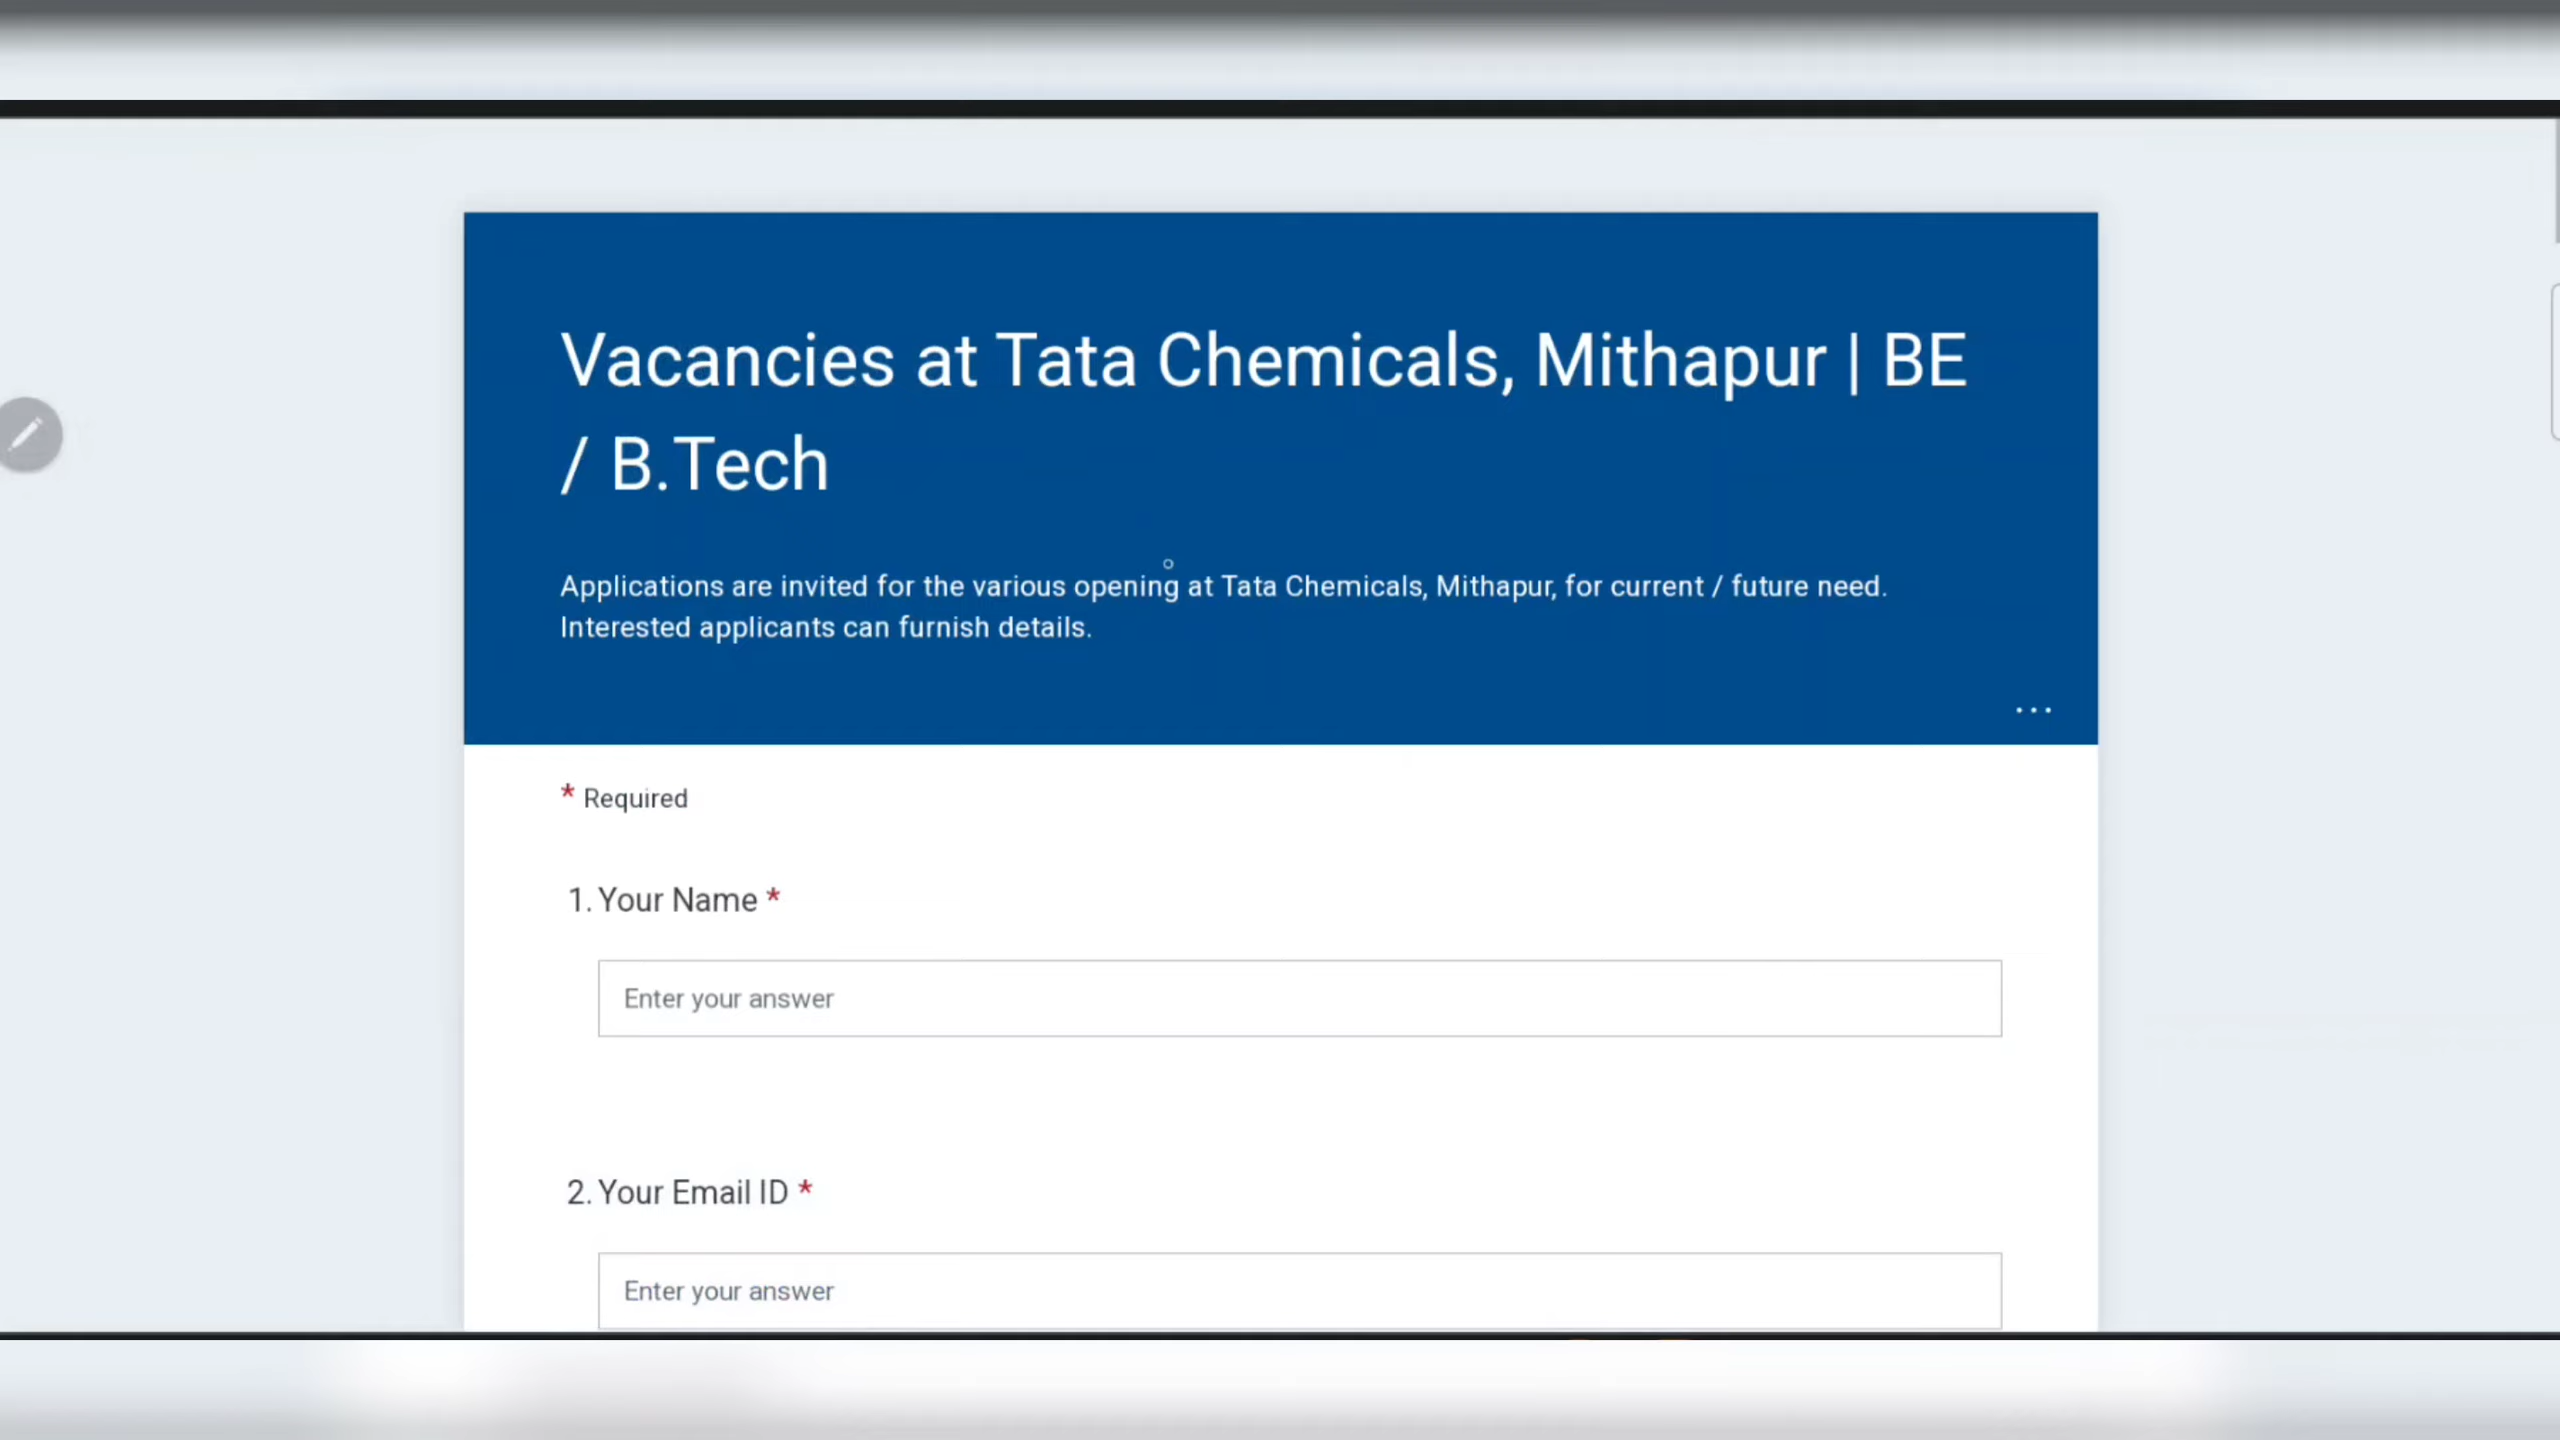 Vacancies at Tata Chemicals, Mithapur | BE
/ B.Tech
Applications are invited for the various opening at Tata Chemicals, Mithapur, for current / future need.
Interested applicants can furnish details.
...
* Required
1. Your Name *
Enter your answer
2. Your Email ID *
Enter your answer